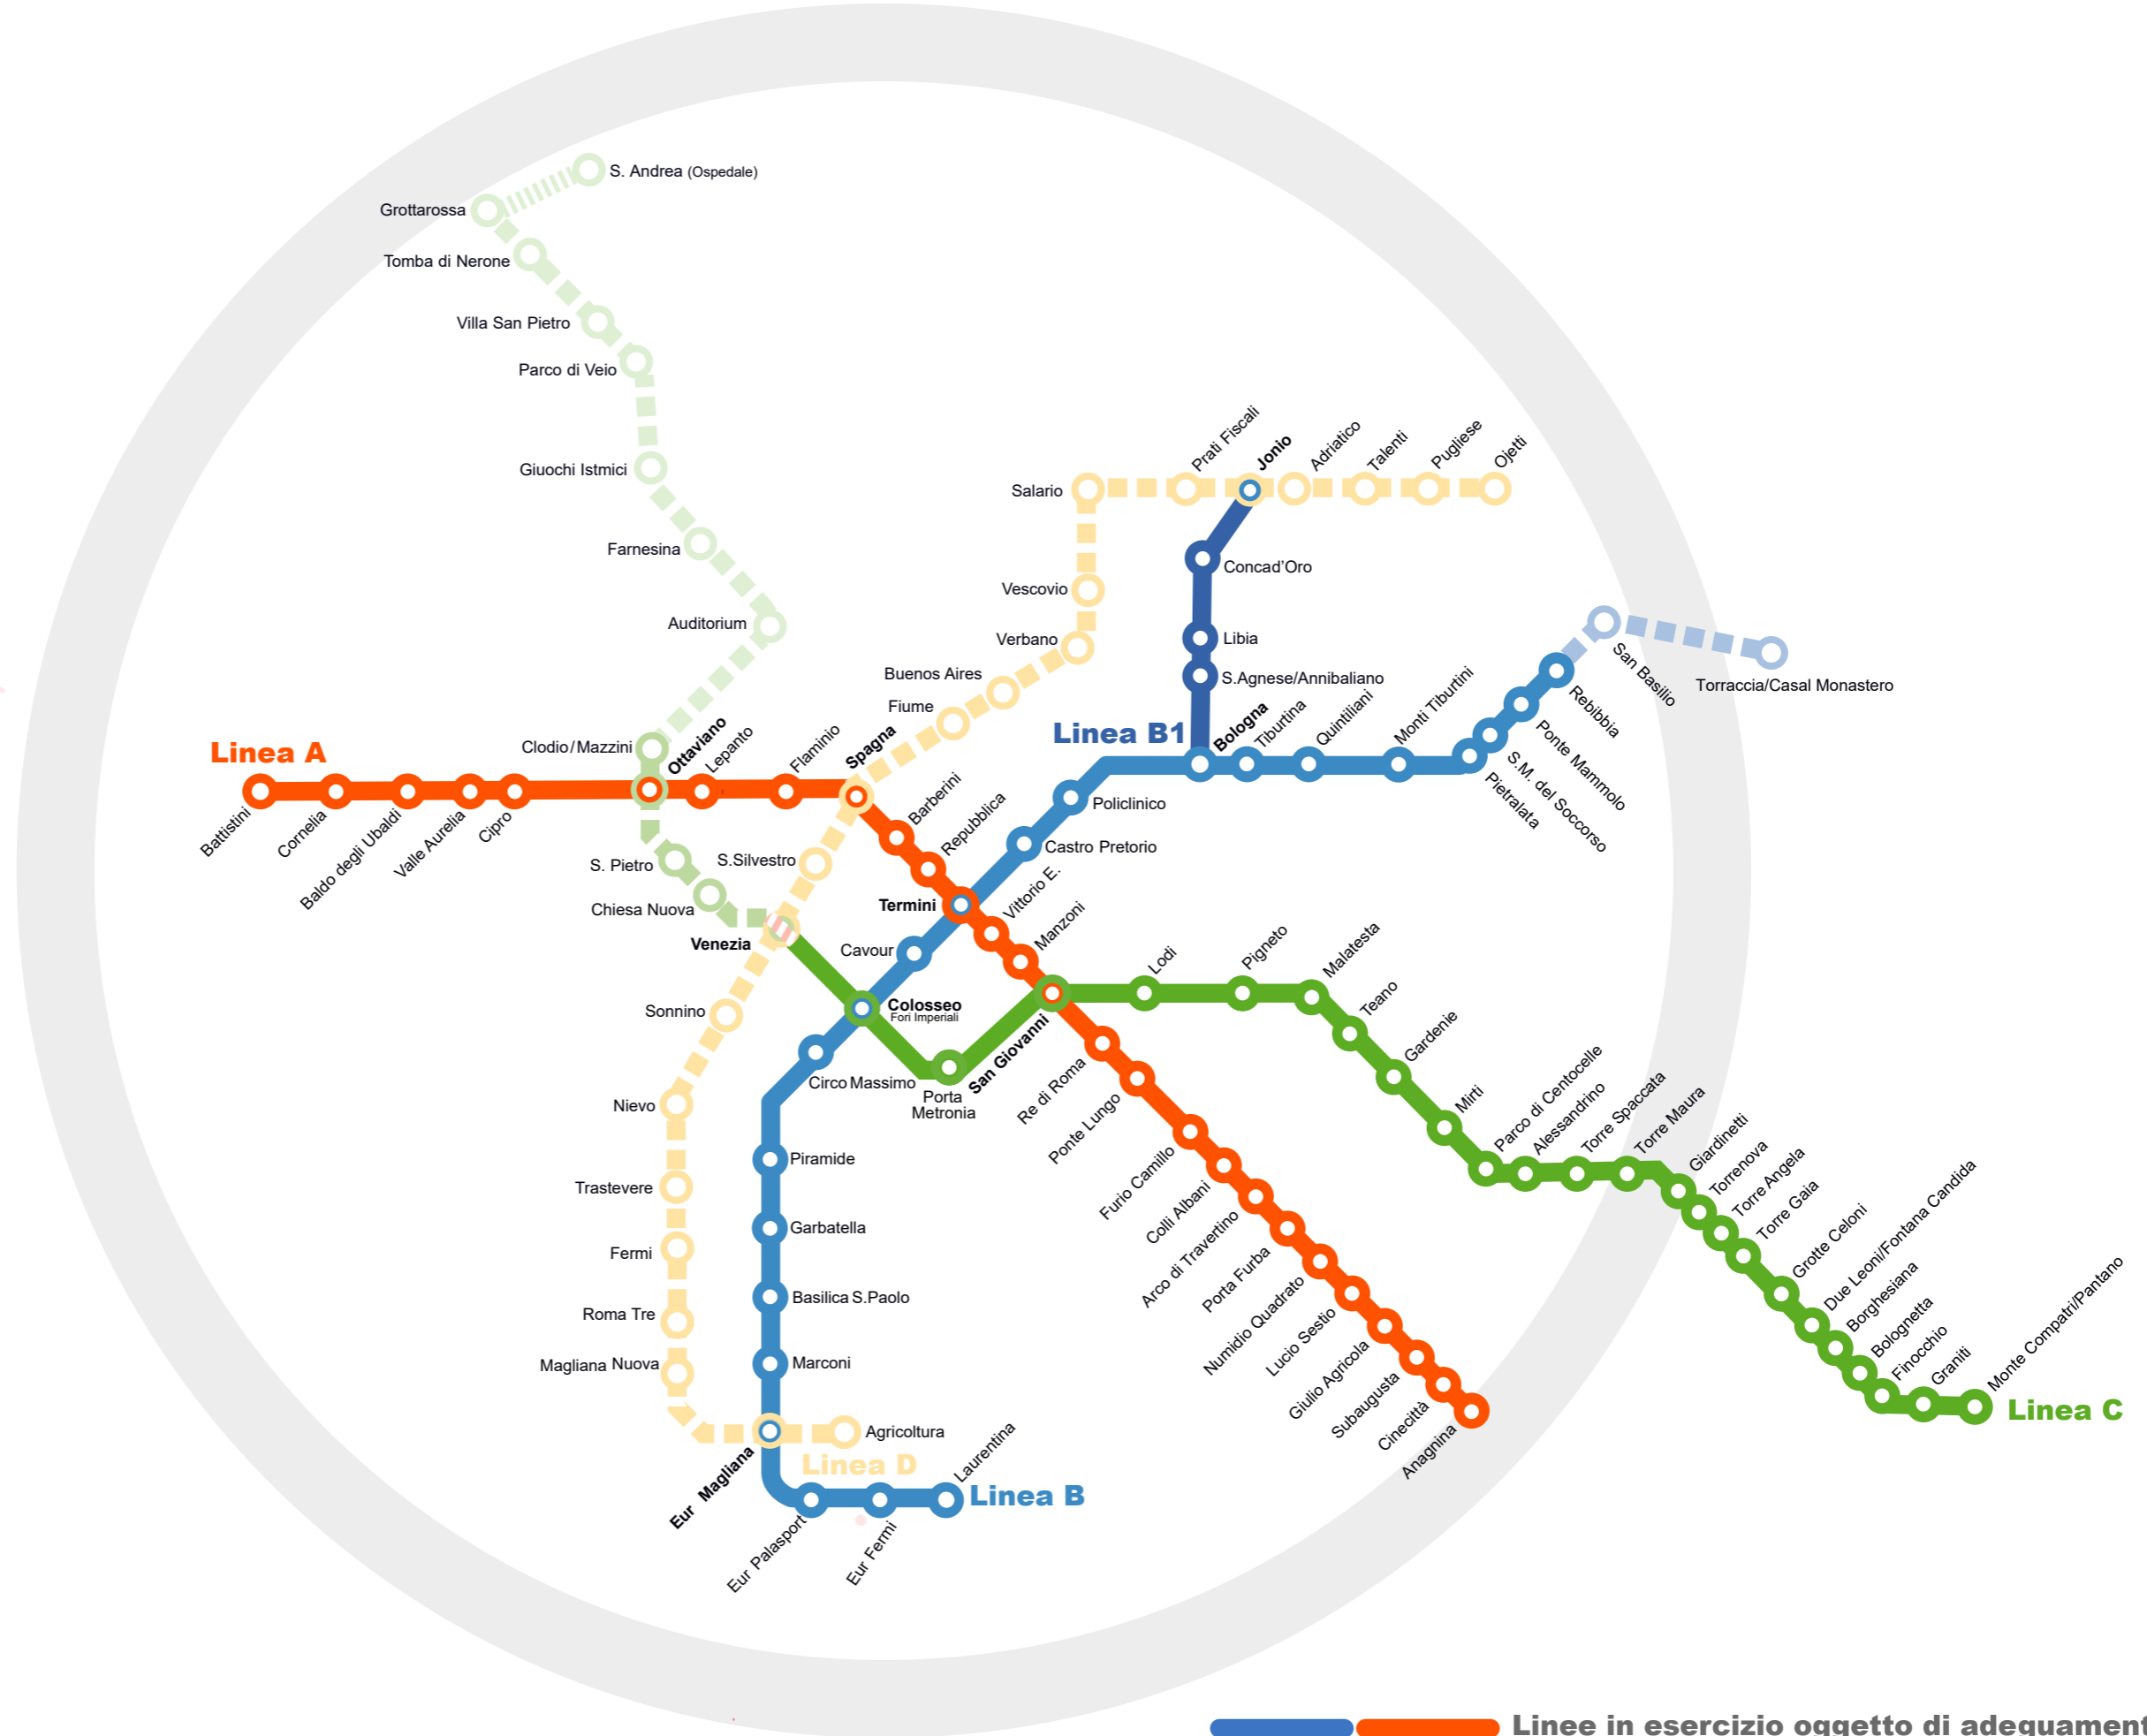 S. Andrea (Ospedale)
Grottarossa
Tomba di Nerone
Villa San Pietro
Parco di Veio
Giuochi Istmici
Farnesina
Auditorium
Clodio/Mazzini
Ottaviano
Lepanto
Flaminio
Spagna
Linea A
Battistini
Cornelia
Baldo degli Ubaldi
Valle Aurelia
Cipro
S. Pietro
Chiesa Nuova
Venezia
S.Silvestro
Barberini
Repubblica
Termini
Vittorio E.
Manzoni
Fiume
Buenos Aires
Verbano
Vescovio
Salario
Prati Fiscali
Jonio
Adriatico
Talenti
Pugliese
Ojetti
Concad'Oro
Libia
S.Agnese/Annibaliano
Linea B1
Bologna
Tiburtina
Quintiliani
Monti Tiburtini
Pietralata
S.M. del Soccorso
Ponte Mammolo
Rebibbia
San Basilio
Torraccia/Casal Monastero
Policlinico
Castro Pretorio
Cavour
Colosseo
Fori Imperiali
Circo Massimo
Porta
Metronia
San Giovanni
Lodi
Pigneto
Malatesta
Teano
Gardenie
Mirti
Parco di Centocelle
Alessandrino
Torre Spaccata
Torre Maura
Giardinetti
Torrenova
Torre Angela
Torre Gaia
Grotte Celoni
Due Leoni/Fontana Candida
Borghesiana
Bolognetta
Finocchio
Graniti
Monte Compatri/Pantano
Linea C
Re di Roma
Ponte Lungo
Furio Camillo
Colli Albani
Arco di Travertino
Porta Furba
Numidio Quadrato
Lucio Sestio
Giulio Agricola
Subaugusta
Cinecittà
Anagnina
Sonnino
Nievo
Trastevere
Fermi
Roma Tre
Magliana Nuova
Piramide
Garbatella
Basilica S.Paolo
Marconi
Agricoltura
Linea D
Eur Magliana
Eur Palasport
Eur Fermi
Laurentina
Linea B
Linee in esercizio oggetto di adeguament